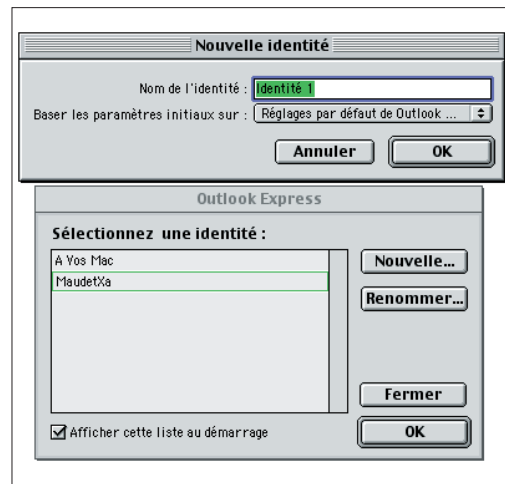 Nouvelle identité
Nom de l'identité : Identité 1
Baser les paramètres initiaux sur : Réglages par défaut de Outlook ...
Annuler OK
Outlook Express
Sélectionnez une identité :
A Vos Mac
MaudetXa
Nouvelle...
Renommer...
Fermer
Afficher cette liste au démarrage
OK